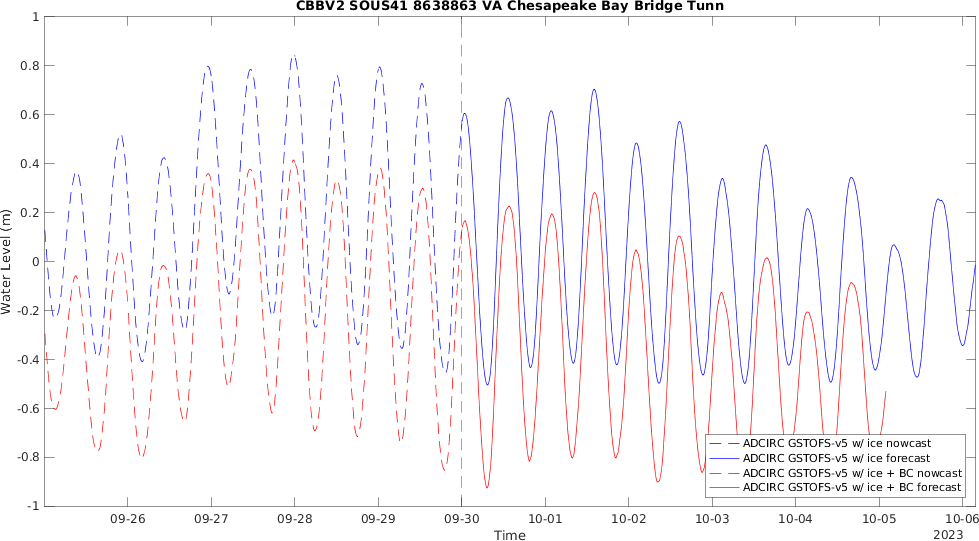 CBBV2 SOUS41 8638863 VA Chesapeake Bay Bridge Tunn
1
0.8
0.6
0.4
0.2
0
-0.2
-0.4
-0.6
-0.8
-1
Water Level (m)
09-26 09-27 09-28 09-29 09-30 10-01 10-02 10-03 10-04 10-05 10-06
Time
2023
ADCIRC GSTOFS-v5 w/ ice nowcast
ADCIRC GSTOFS-v5 w/ ice forecast
ADCIRC GSTOFS-v5 w/ ice + BC nowcast
ADCIRC GSTOFS-v5 w/ ice + BC forecast